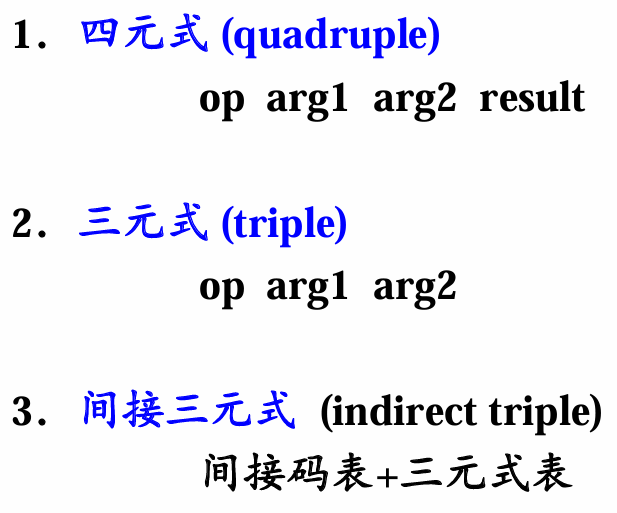 1. 四元式 (quadruple)
op arg1 arg2 result
2. 三元式 (triple)
op arg1 arg2
3. 间接三元式 (indirect triple)
间接码表+三元式表